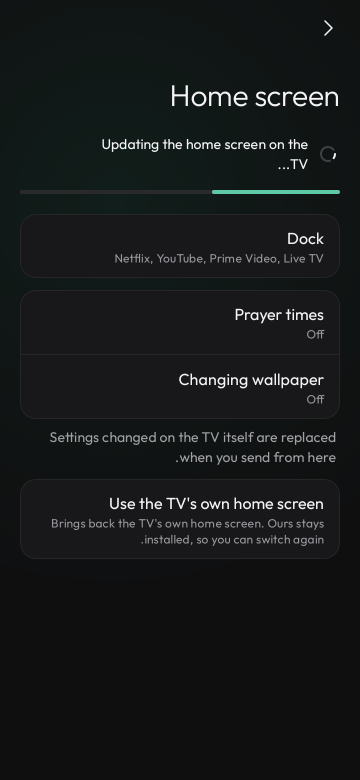 Home screen
Updating the home screen on the
TV...
Dock
Netflix, YouTube, Prime Video, Live TV
Prayer times
Off
Changing wallpaper
Off
Settings changed on the TV itself are replaced
when you send from here.
Use the TV's own home screen
Brings back the TV's own home screen. Ours stays
installed, so you can switch again.